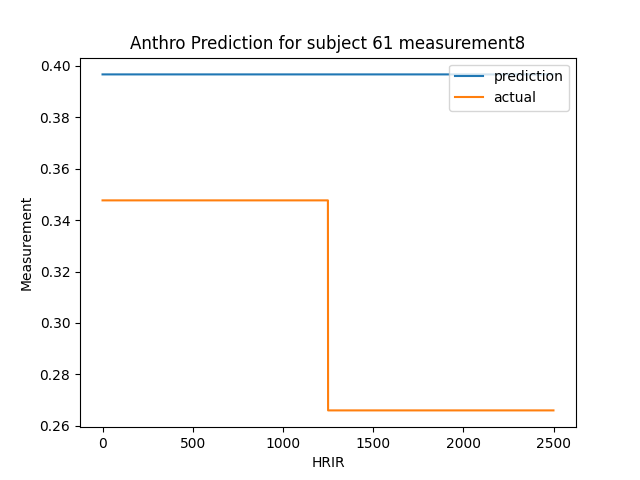 Anthro Prediction for subject 61 measurement8
prediction
actual
0.40
0.38
0.36
0.34
0.32
0.30
0.28
0.26
Measurement
0
500
1000
1500
2000
2500
HRIR